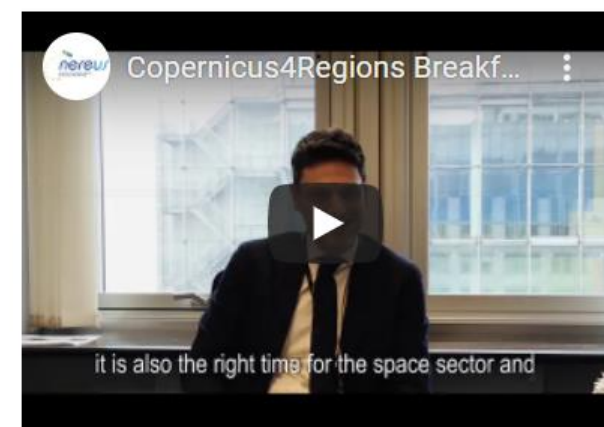 nereus
Copernicus4Regions Breakf...
it is also the right time for the space sector and